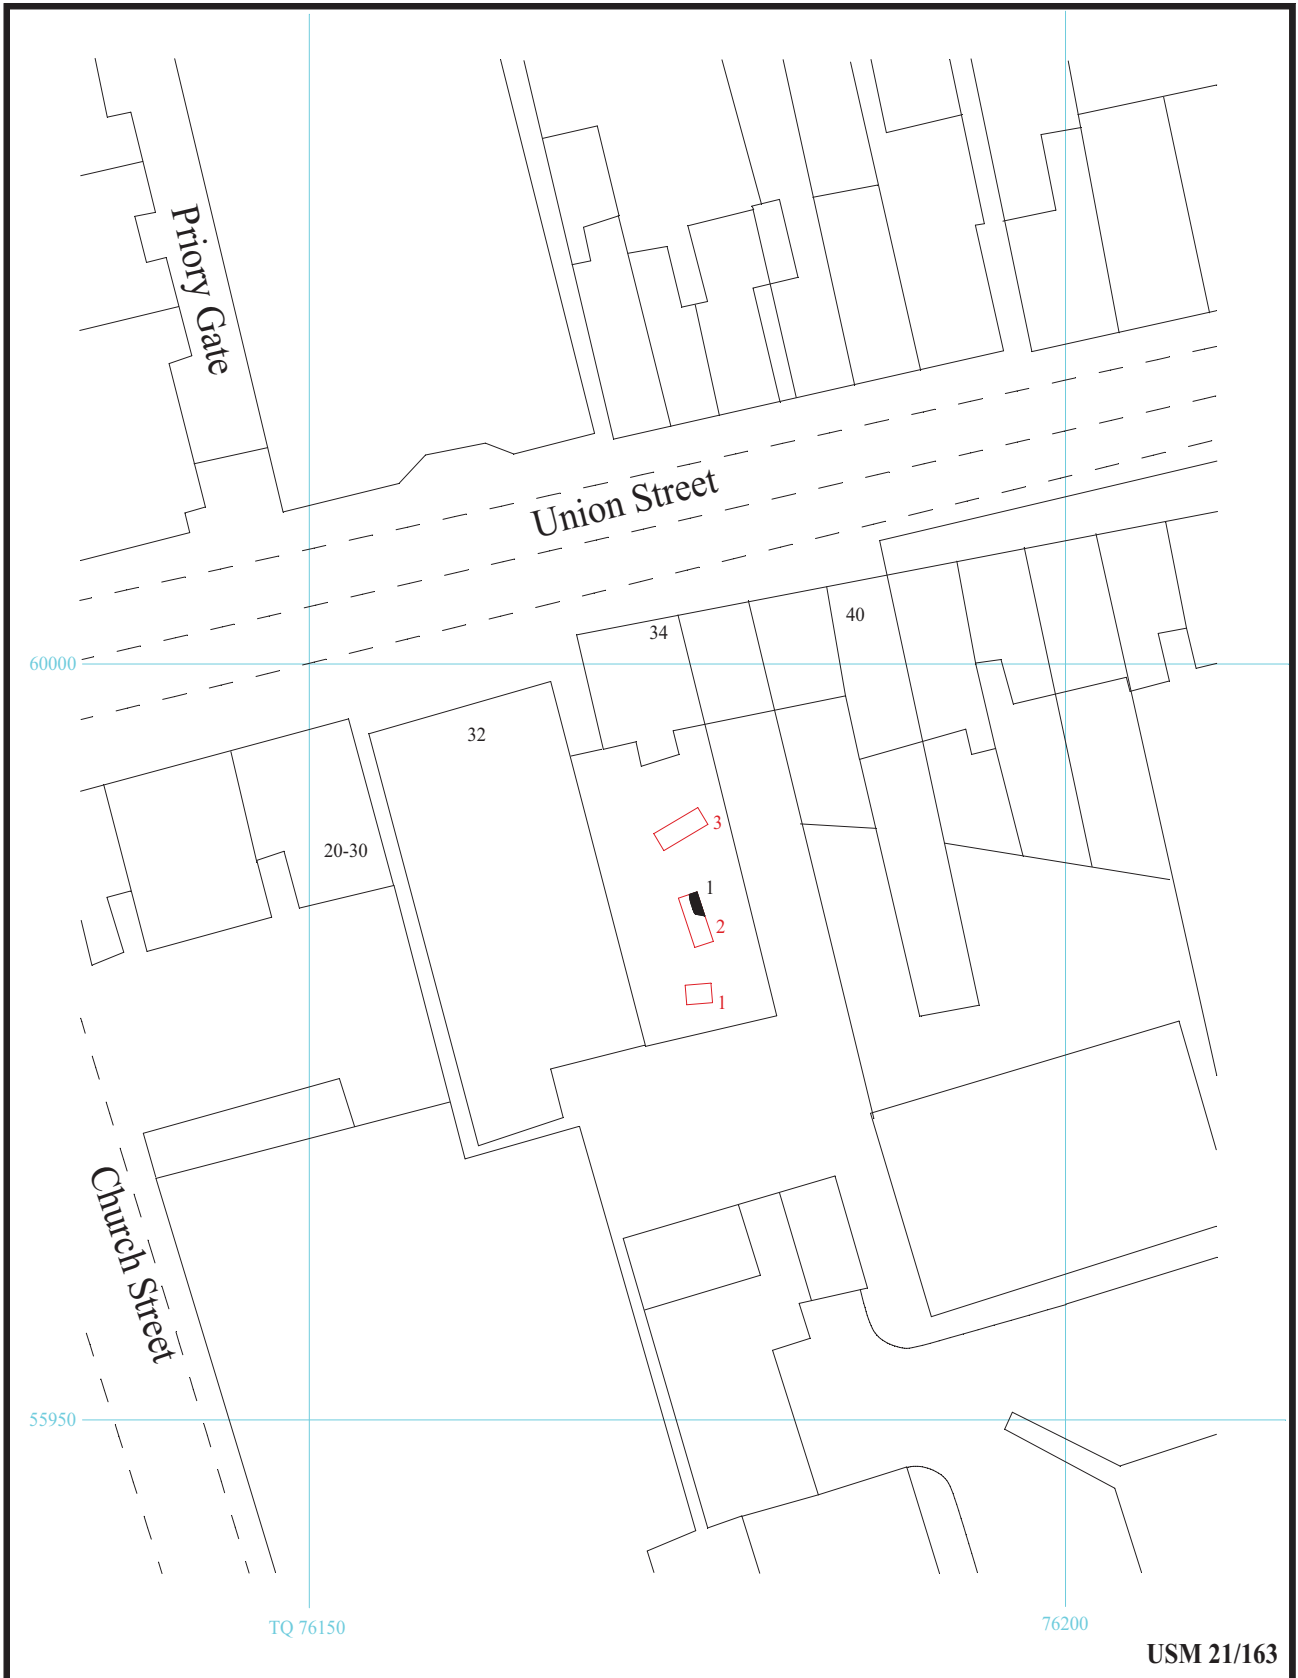 Priory Gate
Union Street
34
40
60000
32
20-30
3
1
2
1
Church Street
55950
TQ 76150
76200
USM 21/163